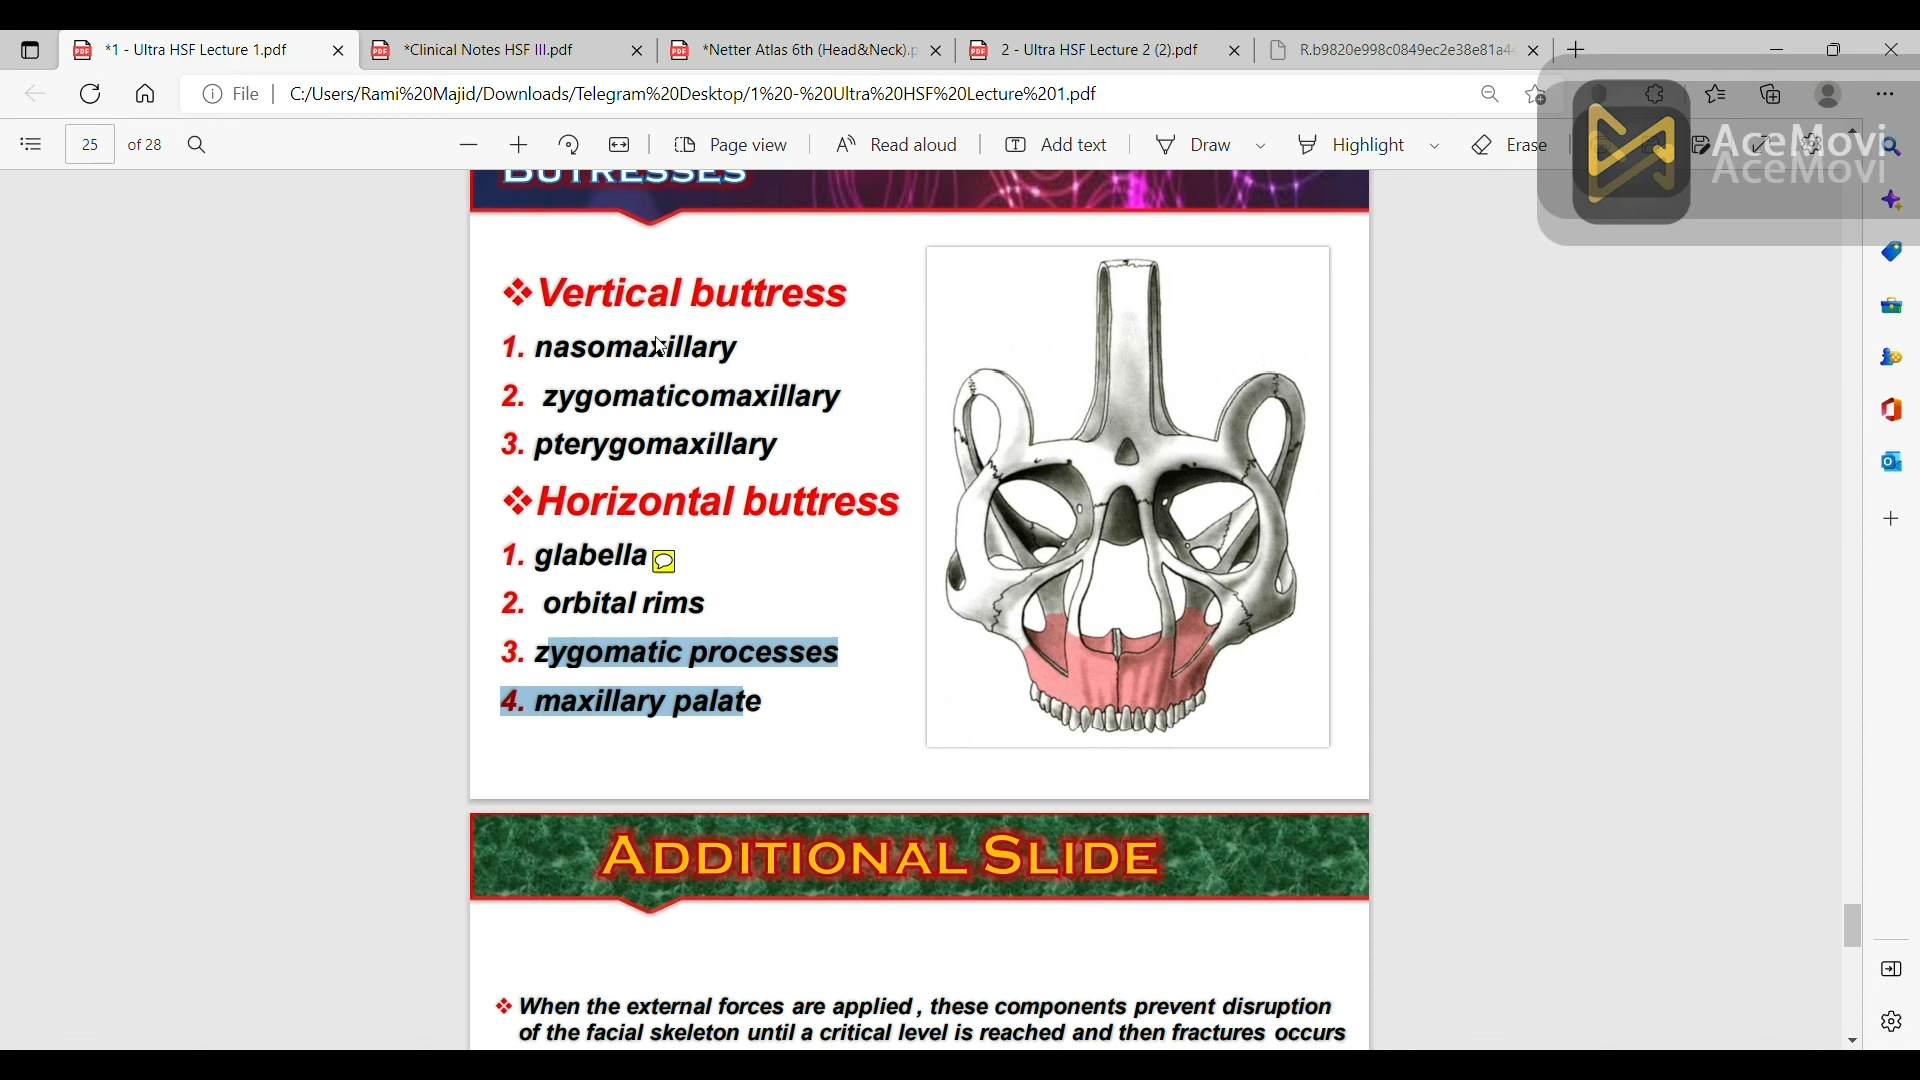 *1 - Ultra HSF Lecture 1.pdf
*Clinical Notes HSF III.pdf
*Netter Atlas 6th (Head&Neck).p
2 - Ultra HSF Lecture 2 (2).pdf
R.b9820e998c0849ec2e38e81a4
File
C:/Users/Rami%20Majid/Downloads/Telegram%20Desktop/1%20-%20Ultra%20HSF%20Lecture%201.pdf
25 of 28
Page view
Read aloud
Add text
Draw
Highlight
Erase
AceMovi
AceMovi
BUTRESSES
❖Vertical buttress
1. nasomaxillary
2. zygomaticomaxillary
3. pterygomaxillary
❖Horizontal buttress
1. glabella
2. orbital rims
3. zygomatic processes
4. maxillary palate
ADDITIONAL SLIDE
❖ When the external forces are applied , these components prevent disruption
of the facial skeleton until a critical level is reached and then fractures occurs